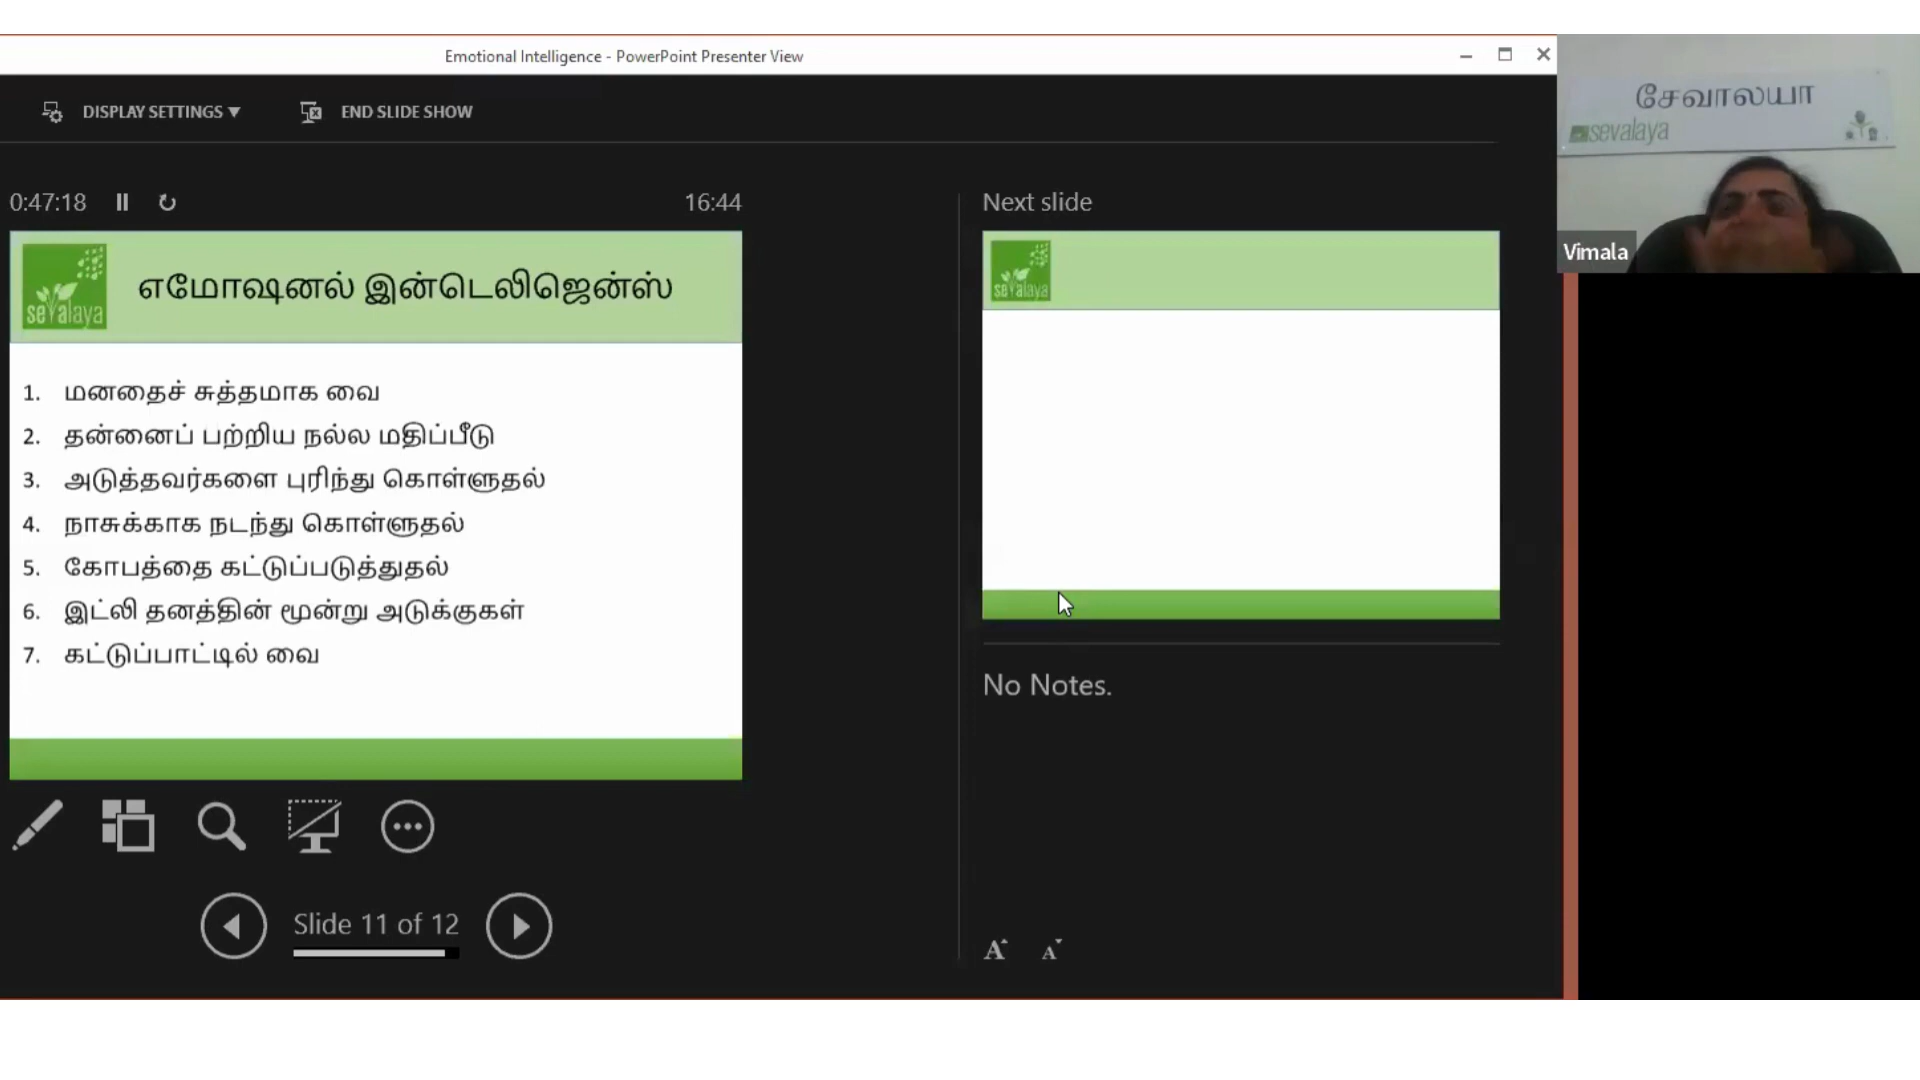 Emotional Intelligence - PowerPoint Presenter View
DISPLAY SETTINGS
END SLIDE SHOW
0:47:18
16:44
sevalaya
எமோஷனல் இன்டெலிஜென்ஸ்
1. மனதைச் சுத்தமாக வை
2. தன்னைப் பற்றிய நல்ல மதிப்பீடு
3. அடுத்தவர்களை புரிந்து கொள்ளுதல்
4. நாசுக்காக நடந்து கொள்ளுதல்
5. கோபத்தை கட்டுப்படுத்துதல்
6. இட்லி தனத்தின் மூன்று அடுக்குகள்
7. கட்டுப்பாட்டில் வை
Slide 11 of 12
Next slide
sevalaya
No Notes.
A A
சேவாலயா
sevalaya
Vimala